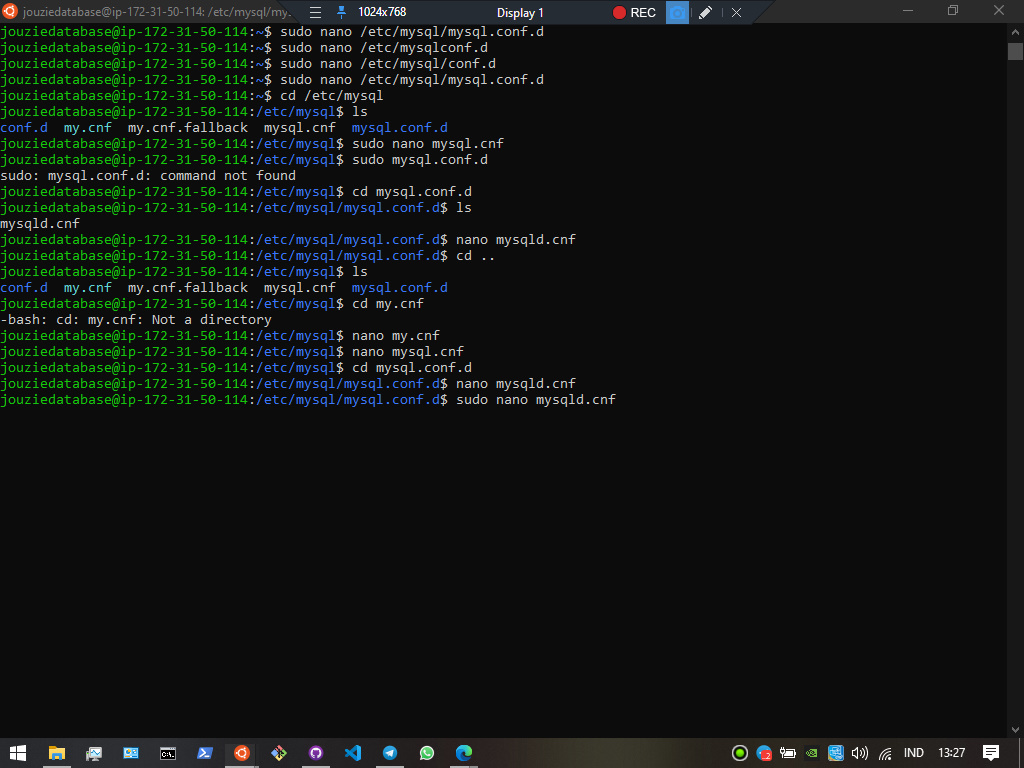 jouziedatabase@ip-172-31-50-114: /etc/mysql/my.
1024x768
Display 1
REC
jouziedatabase@ip-172-31-50-114:~$ sudo nano /etc/mysql/mysql.conf.d
jouziedatabase@ip-172-31-50-114:~$ sudo nano /etc/mysqlconf.d
jouziedatabase@ip-172-31-50-114:~$ sudo nano /etc/mysql/conf.d
jouziedatabase@ip-172-31-50-114:~$ sudo nano /etc/mysql/mysql.conf.d
jouziedatabase@ip-172-31-50-114:~$ cd /etc/mysql
jouziedatabase@ip-172-31-50-114:/etc/mysql$ ls
conf.d  my.cnf  my.cnf.fallback  mysql.cnf  mysql.conf.d
jouziedatabase@ip-172-31-50-114:/etc/mysql$ sudo nano mysql.cnf
jouziedatabase@ip-172-31-50-114:/etc/mysql$ sudo mysql.conf.d
sudo: mysql.conf.d: command not found
jouziedatabase@ip-172-31-50-114:/etc/mysql$ cd mysql.conf.d
jouziedatabase@ip-172-31-50-114:/etc/mysql/mysql.conf.d$ ls
mysqld.cnf
jouziedatabase@ip-172-31-50-114:/etc/mysql/mysql.conf.d$ nano mysqld.cnf
jouziedatabase@ip-172-31-50-114:/etc/mysql/mysql.conf.d$ cd ..
jouziedatabase@ip-172-31-50-114:/etc/mysql$ ls
conf.d  my.cnf  my.cnf.fallback  mysql.cnf  mysql.conf.d
jouziedatabase@ip-172-31-50-114:/etc/mysql$ cd my.cnf
-bash: cd: my.cnf: Not a directory
jouziedatabase@ip-172-31-50-114:/etc/mysql$ nano my.cnf
jouziedatabase@ip-172-31-50-114:/etc/mysql$ nano mysql.cnf
jouziedatabase@ip-172-31-50-114:/etc/mysql$ cd mysql.conf.d
jouziedatabase@ip-172-31-50-114:/etc/mysql/mysql.conf.d$ nano mysqld.cnf
jouziedatabase@ip-172-31-50-114:/etc/mysql/mysql.conf.d$ sudo nano mysqld.cnf
IND
13:27